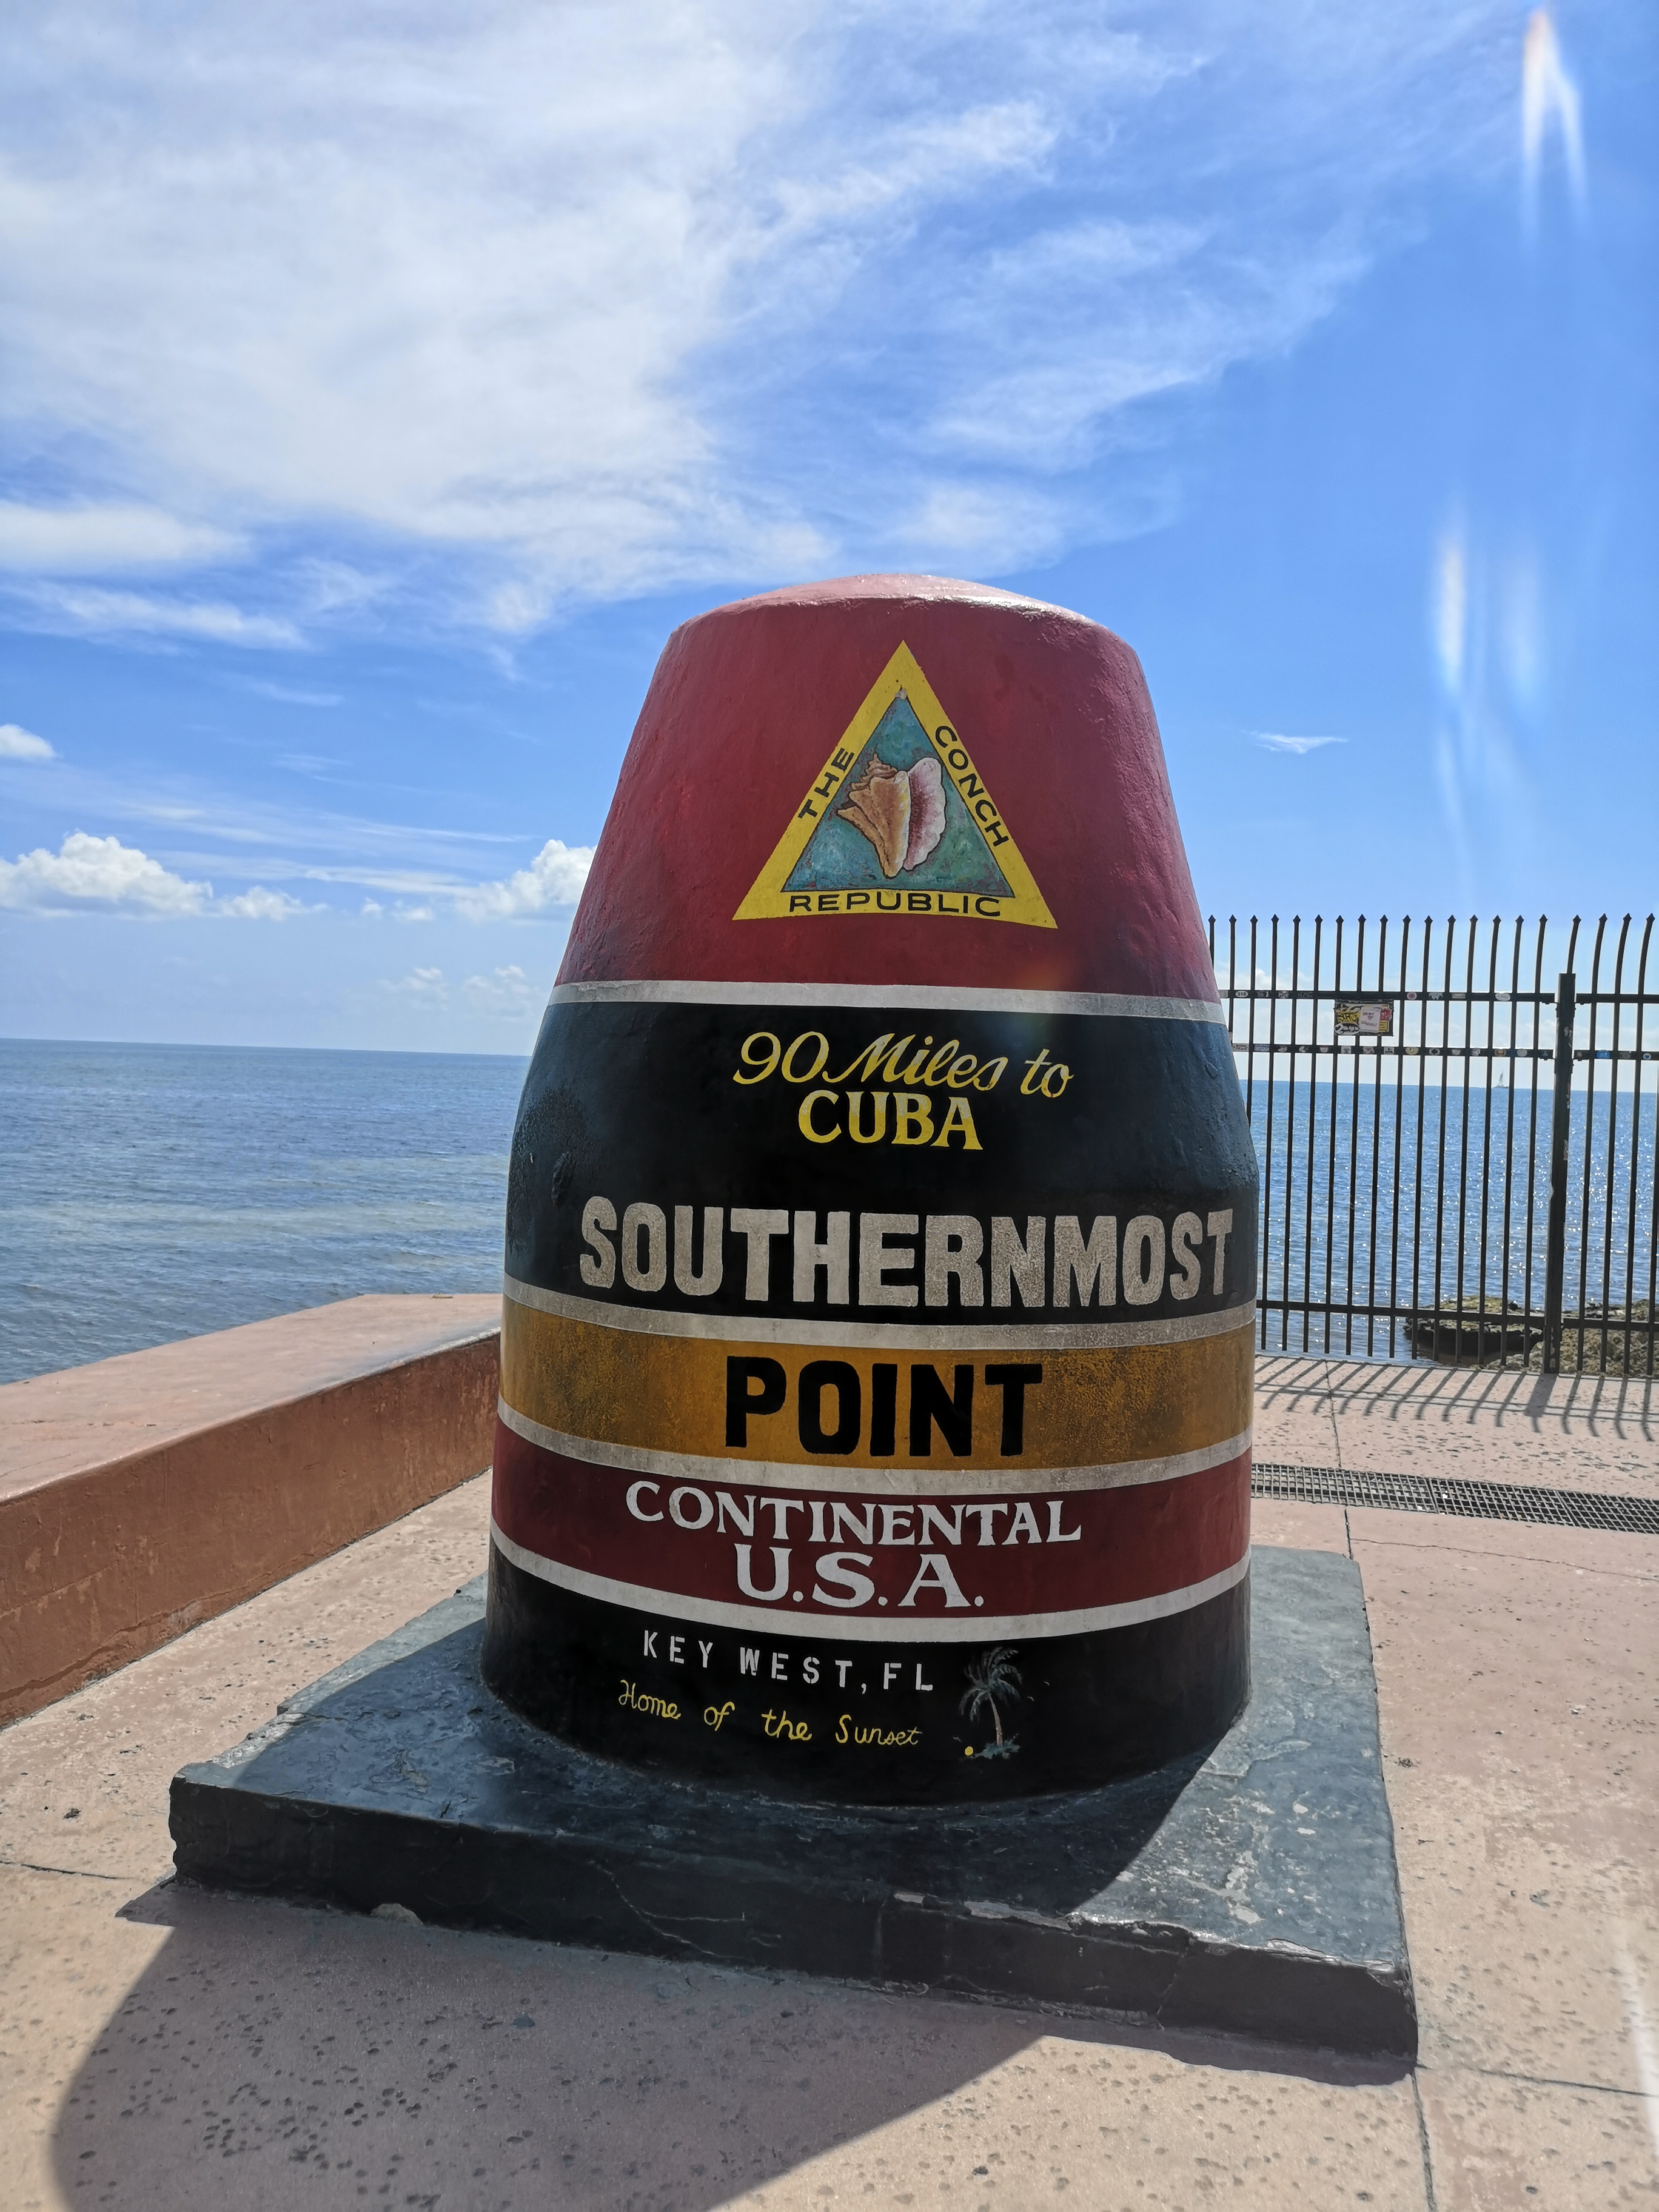 THE CONCH
REPUBLIC
90 Miles to
CUBA
SOUTHERNMOST
POINT
CONTINENTAL
U.S.A.
KEY WEST, FL
Home of the Sunset